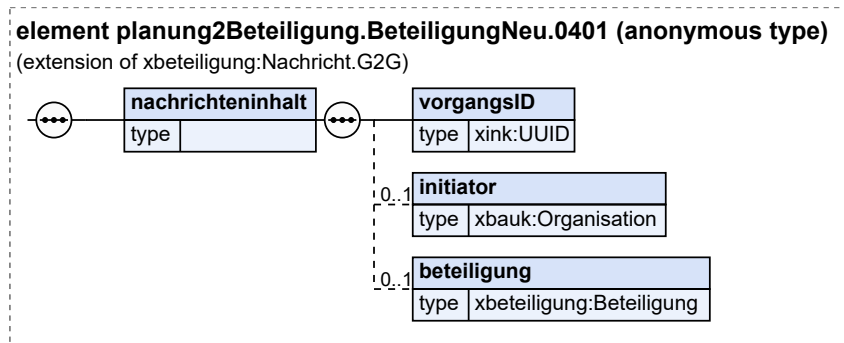 element planung2Beteiligung.BeteiligungNeu.0401 (anonymous type)
(extension of xbeteiligung:Nachricht.G2G)
nachrichteninhalt
type
vorgangsID
type xink:UUID
0..1
initiator
type xbauk:Organisation
0..1
beteiligung
type xbeteiligung:Beteiligung